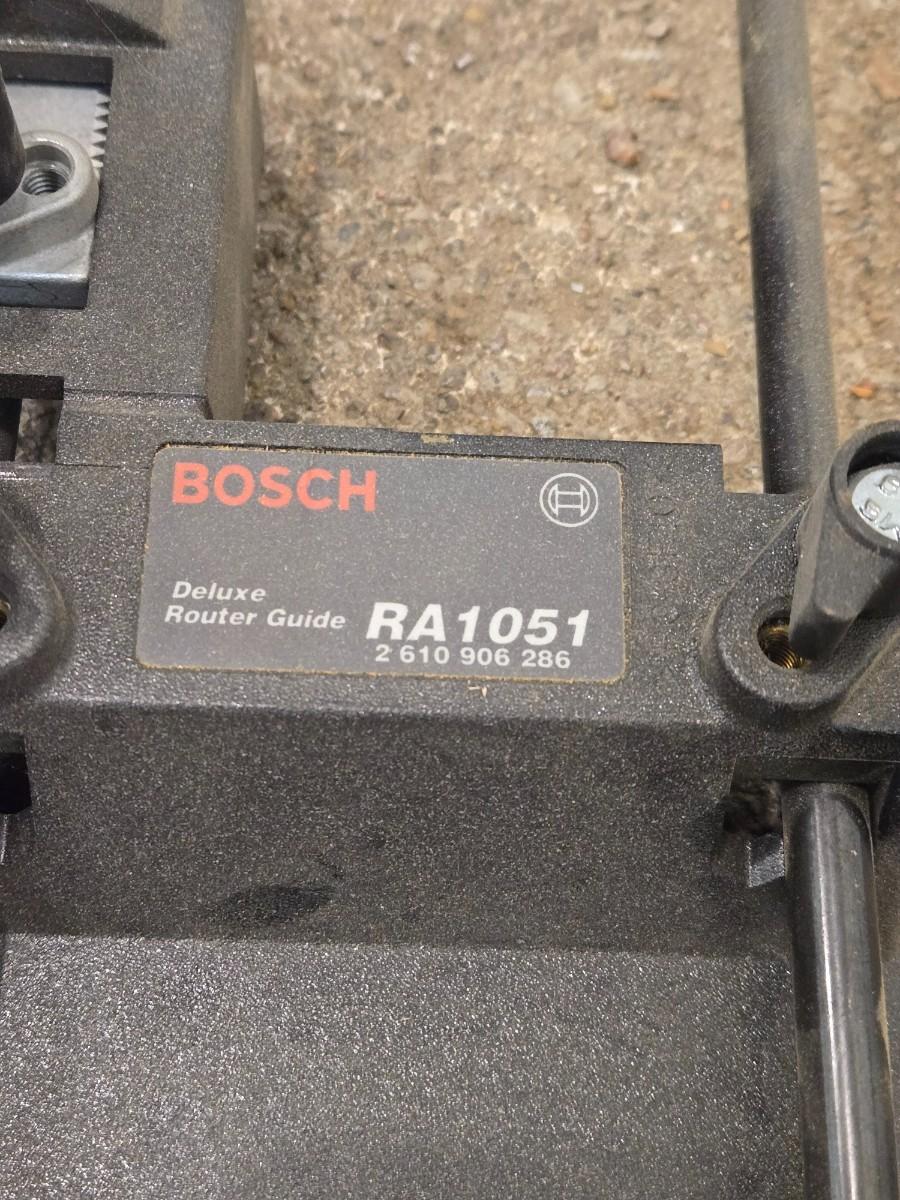 BOSCH
Deluxe
Router Guide RA1051
2 610 906 286